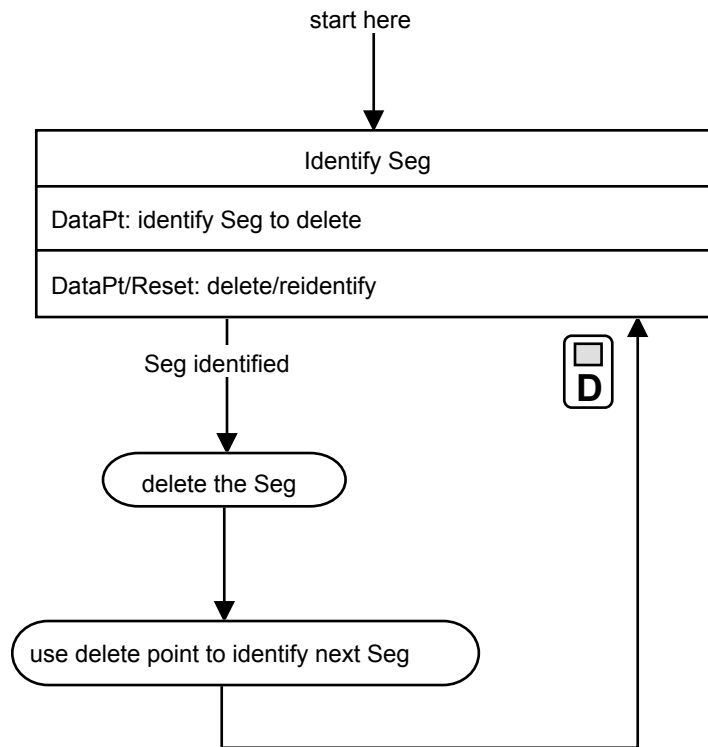 start here
Identify Seg
DataPt: identify Seg to delete
DataPt/Reset: delete/reidentify
Seg identified
D
delete the Seg
use delete point to identify next Seg